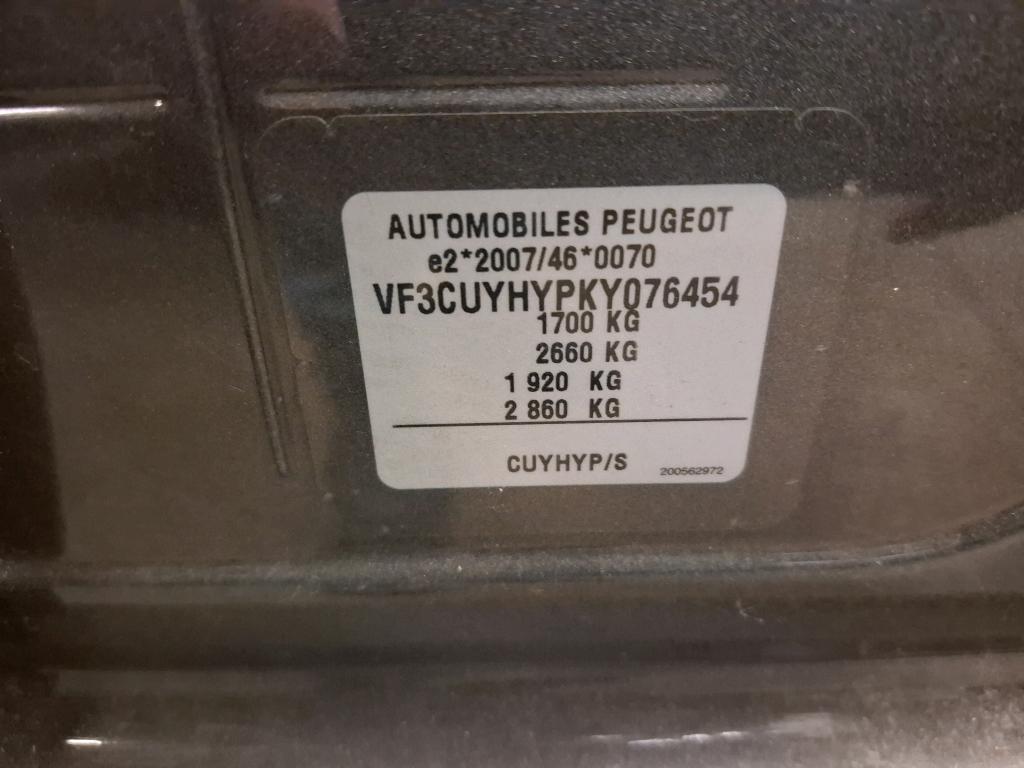 AUTOMOBILES PEUGEOT
e2*2007/46*0070
VF3CUYHYPKY076454
1700 KG
2660 KG
1 920 KG
2 860 KG
CUYHYP/S
200562972